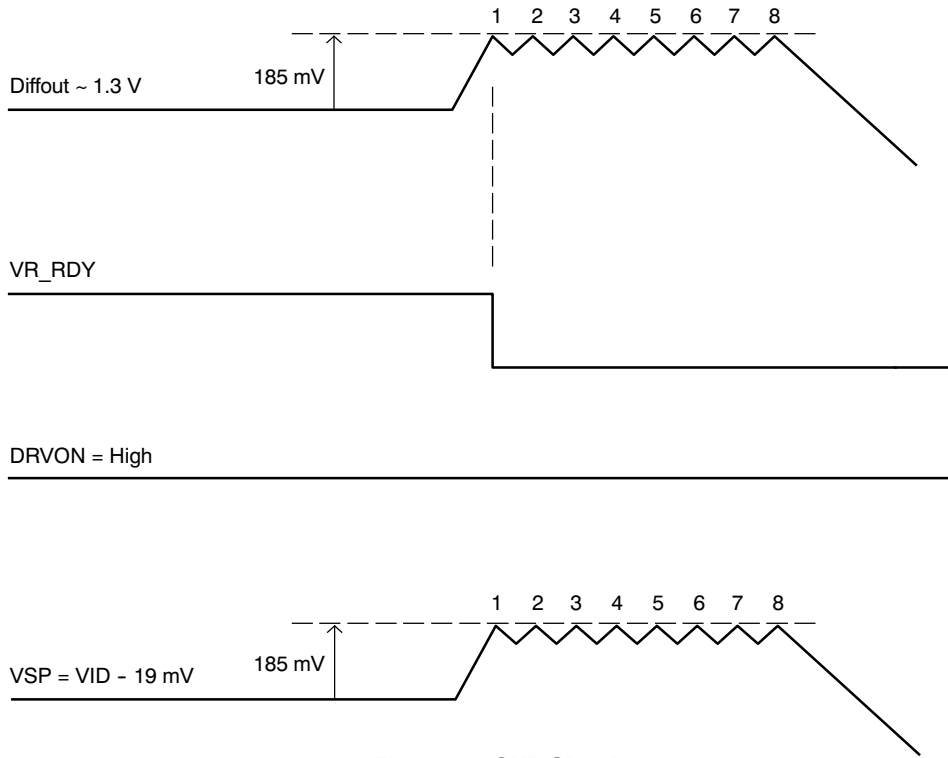 1 2 3 4 5 6 7 8
185 mV
Diffout ~ 1.3 V
VR_RDY
DRVON = High
1 2 3 4 5 6 7 8
185 mV
VSP = VID - 19 mV